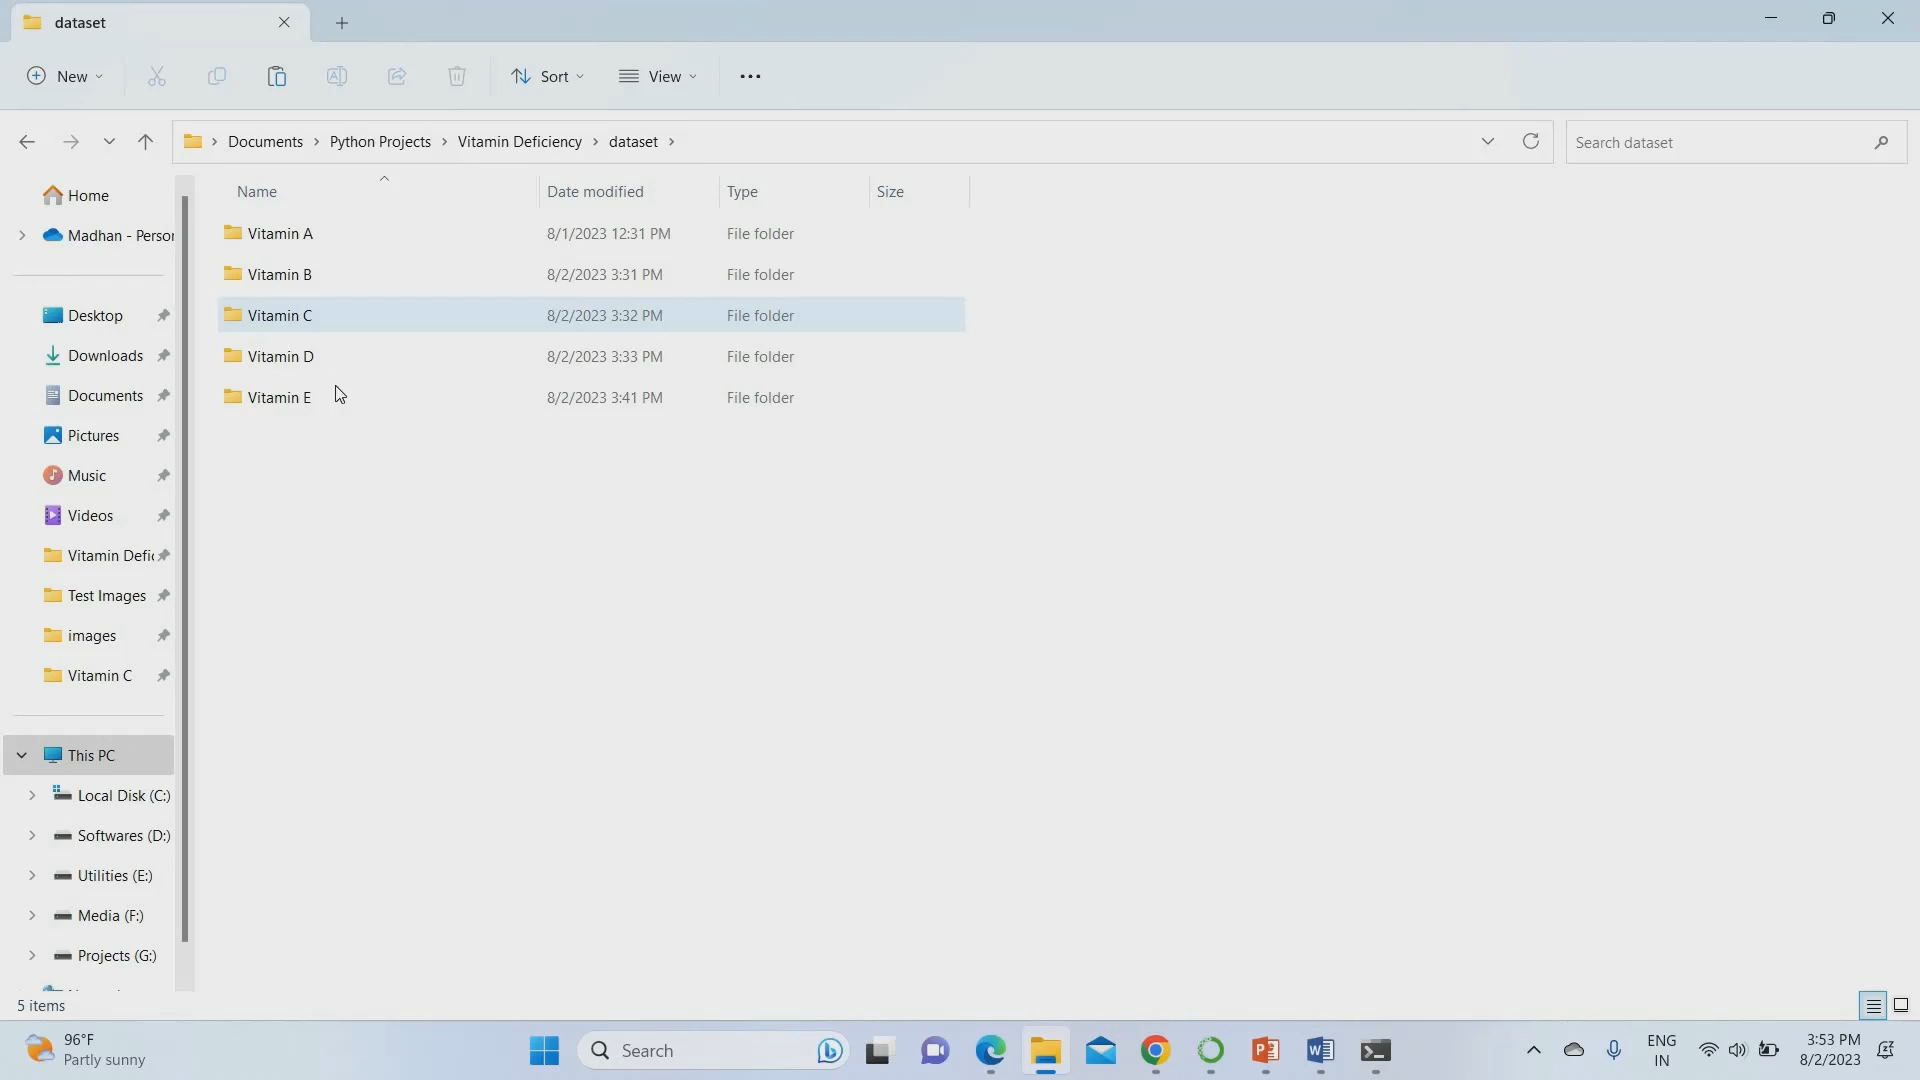 dataset
New
Sort
View
Documents > Python Projects > Vitamin Deficiency > dataset >
Search dataset
Name Date modified Type Size
Vitamin A 8/1/2023 12:31 PM File folder
Vitamin B 8/2/2023 3:31 PM File folder
Vitamin C 8/2/2023 3:32 PM File folder
Vitamin D 8/2/2023 3:33 PM File folder
Vitamin E 8/2/2023 3:41 PM File folder
Home
Madhan - Person
Desktop
Downloads
Documents
Pictures
Music
Videos
Vitamin Defic
Test Images
images
Vitamin C
This PC
Local Disk (C:)
Softwares (D:)
Utilities (E:)
Media (F:)
Projects (G:)
5 items
96°F
Partly sunny
Search
ENG
IN
3:53 PM
8/2/2023